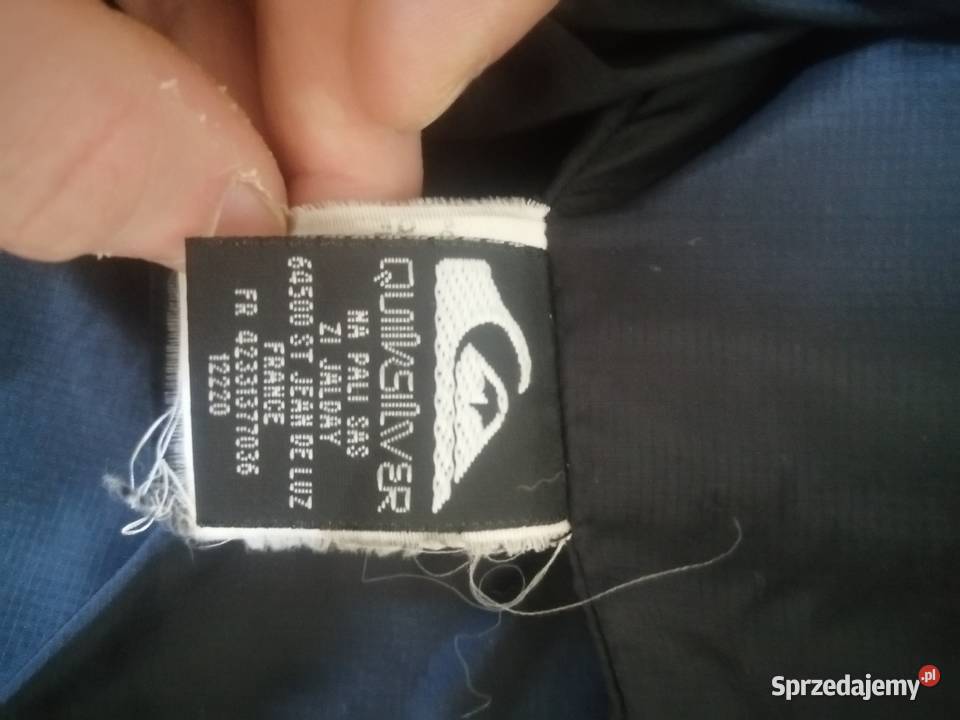 QUIKSILVER
NA PALI SAS
ZI JALDAY
64500 ST JEAN DE LUZ
FRANCE
FR 42331377036
12220
Sprzedajemy.pl